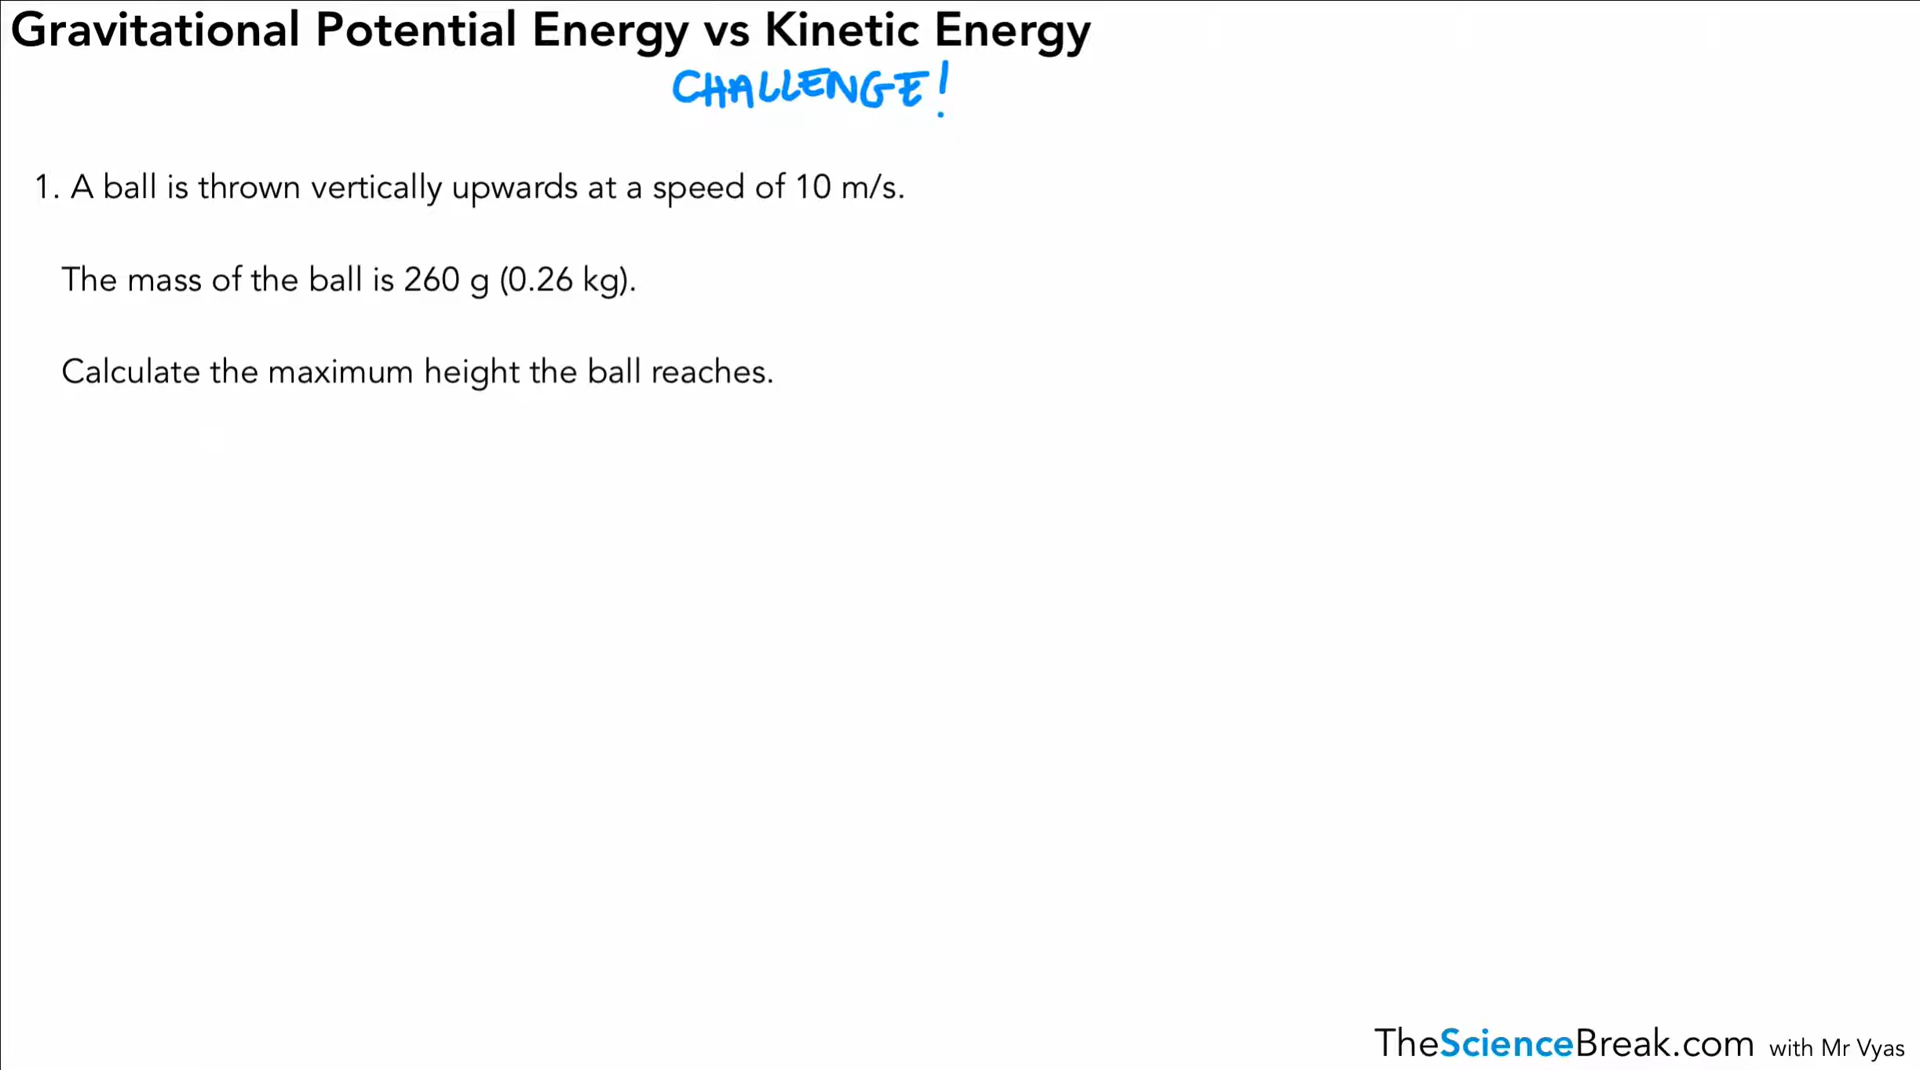 Gravitational Potential Energy vs Kinetic Energy
CHALLENGE!
1. A ball is thrown vertically upwards at a speed of 10 m/s.
The mass of the ball is 260 g (0.26 kg).
Calculate the maximum height the ball reaches.
TheScienceBreak.com with Mr Vyas